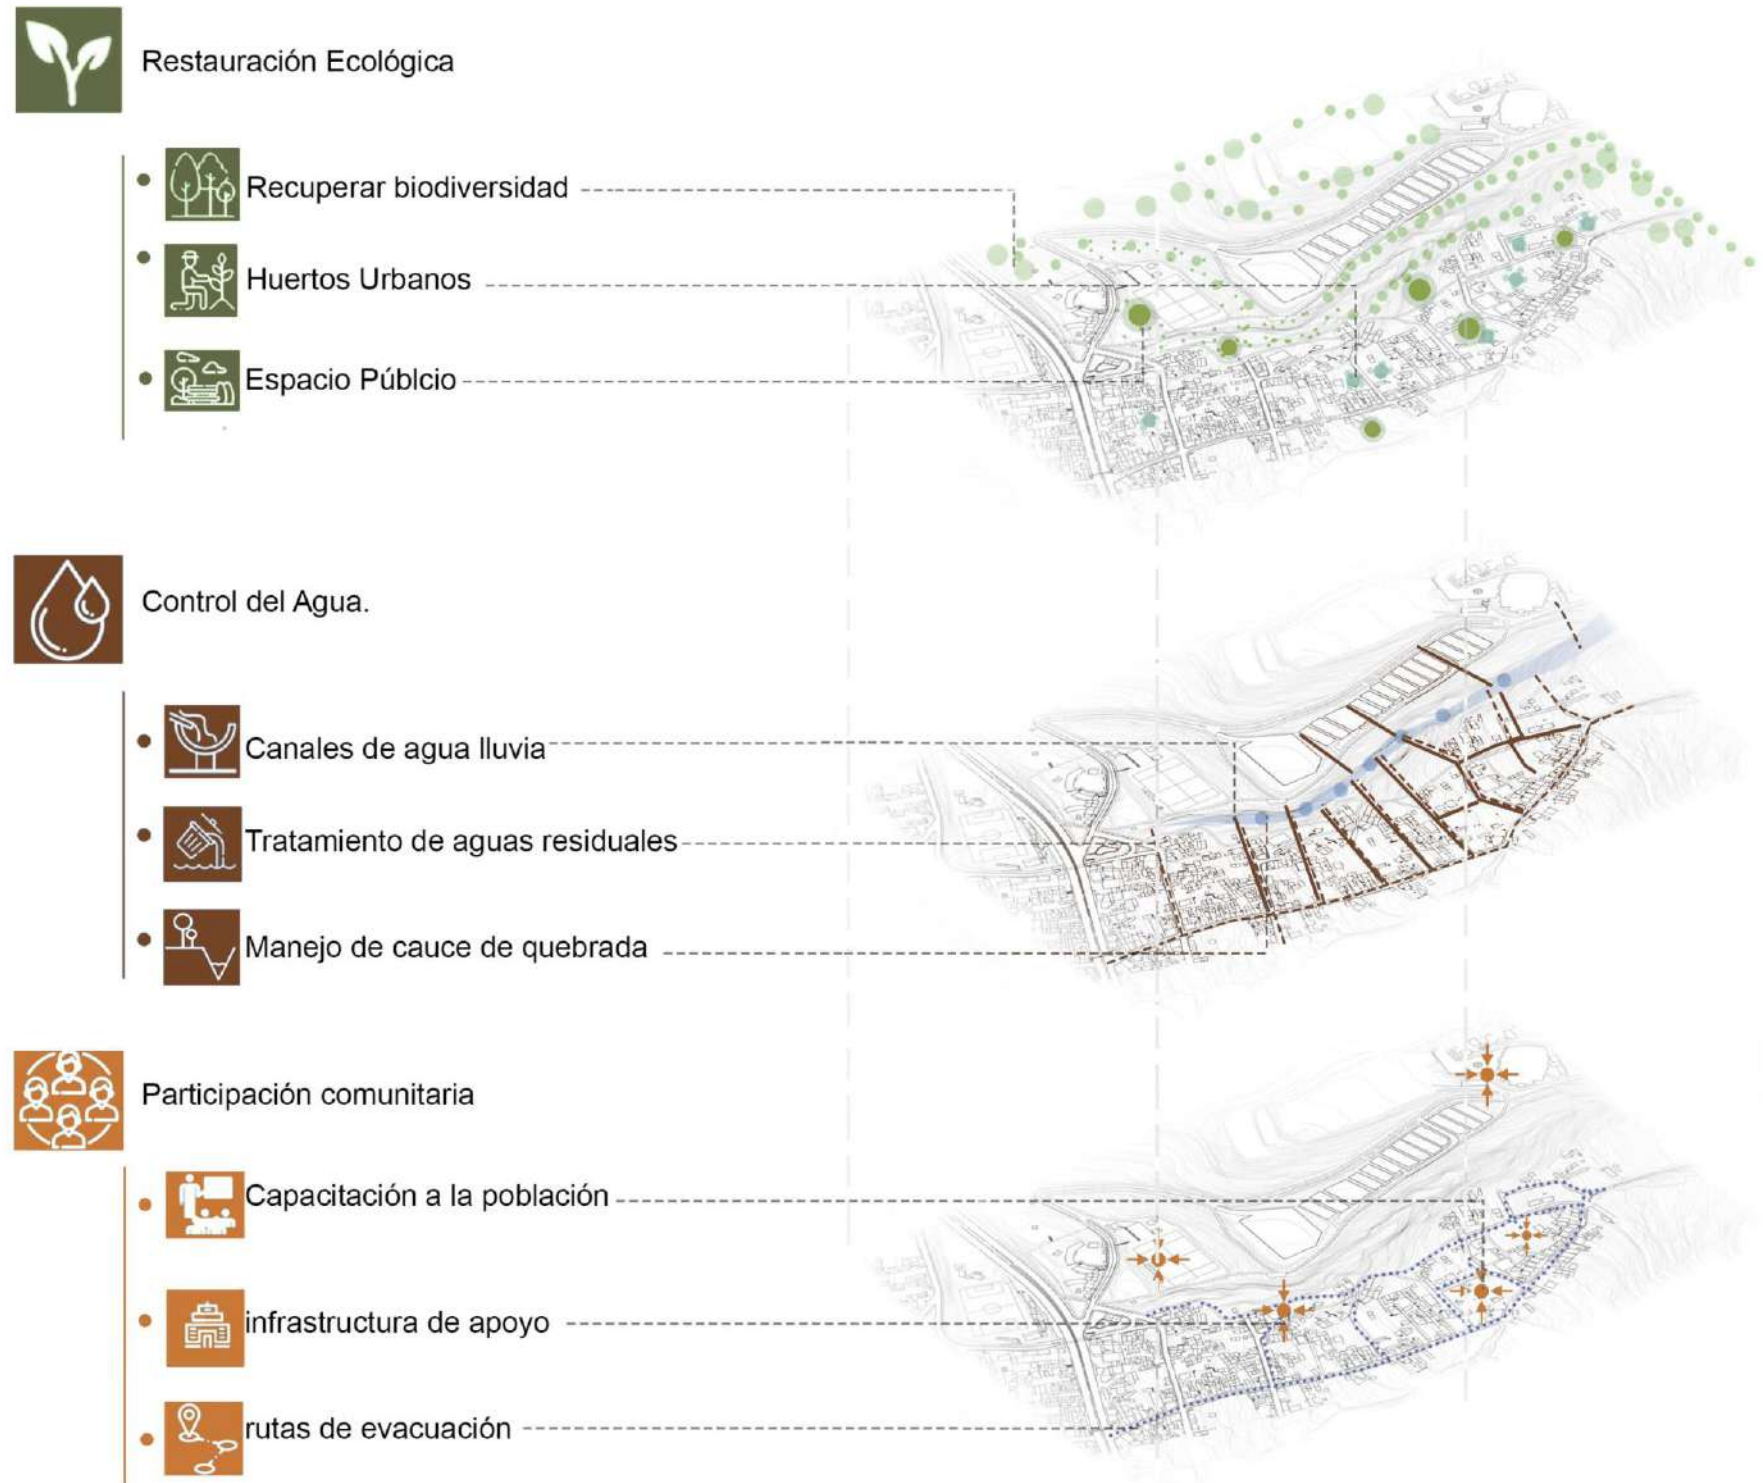 Restauración Ecológica
Recuperar biodiversidad
Huertos Urbanos
Espacio Públcio
Control del Agua.
Canales de agua lluvia
Tratamiento de aguas residuales
Manejo de cauce de quebrada
Participación comunitaria
Capacitación a la población
infrastructura de apoyo
rutas de evacuación